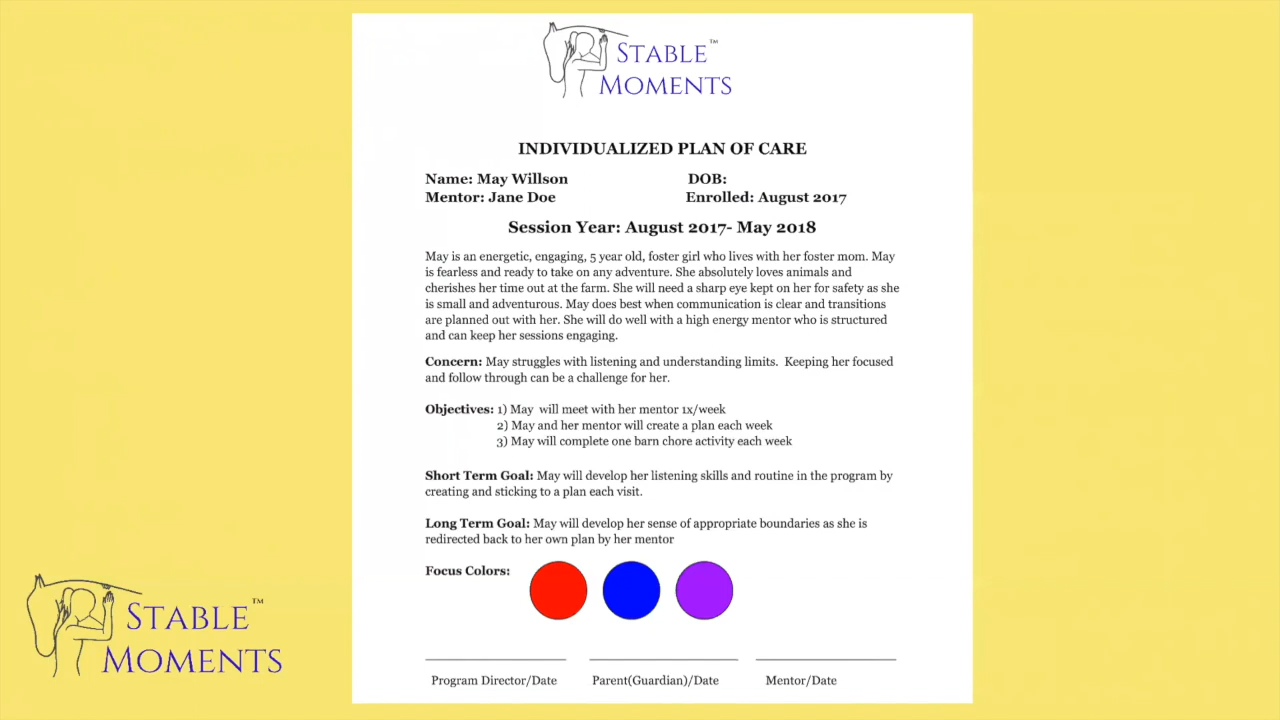 STABLE™
MOMENTS
INDIVIDUALIZED PLAN OF CARE
Name: May Willson DOB:
Mentor: Jane Doe Enrolled: August 2017
Session Year: August 2017- May 2018
May is an energetic, engaging, 5 year old, foster girl who lives with her foster mom. May
is fearless and ready to take on any adventure. She absolutely loves animals and
cherishes her time out at the farm. She will need a sharp eye kept on her for safety as she
is small and adventurous. May does best when communication is clear and transitions
are planned out with her. She will do well with a high energy mentor who is structured
and can keep her sessions engaging.
Concern: May struggles with listening and understanding limits. Keeping her focused
and follow through can be a challenge for her.
Objectives: 1) May will meet with her mentor 1x/week
2) May and her mentor will create a plan each week
3) May will complete one barn chore activity each week
Short Term Goal: May will develop her listening skills and routine in the program by
creating and sticking to a plan each visit.
Long Term Goal: May will develop her sense of appropriate boundaries as she is
redirected back to her own plan by her mentor
Focus Colors:
Program Director/Date Parent(Guardian)/Date Mentor/Date
STABLE™
MOMENTS